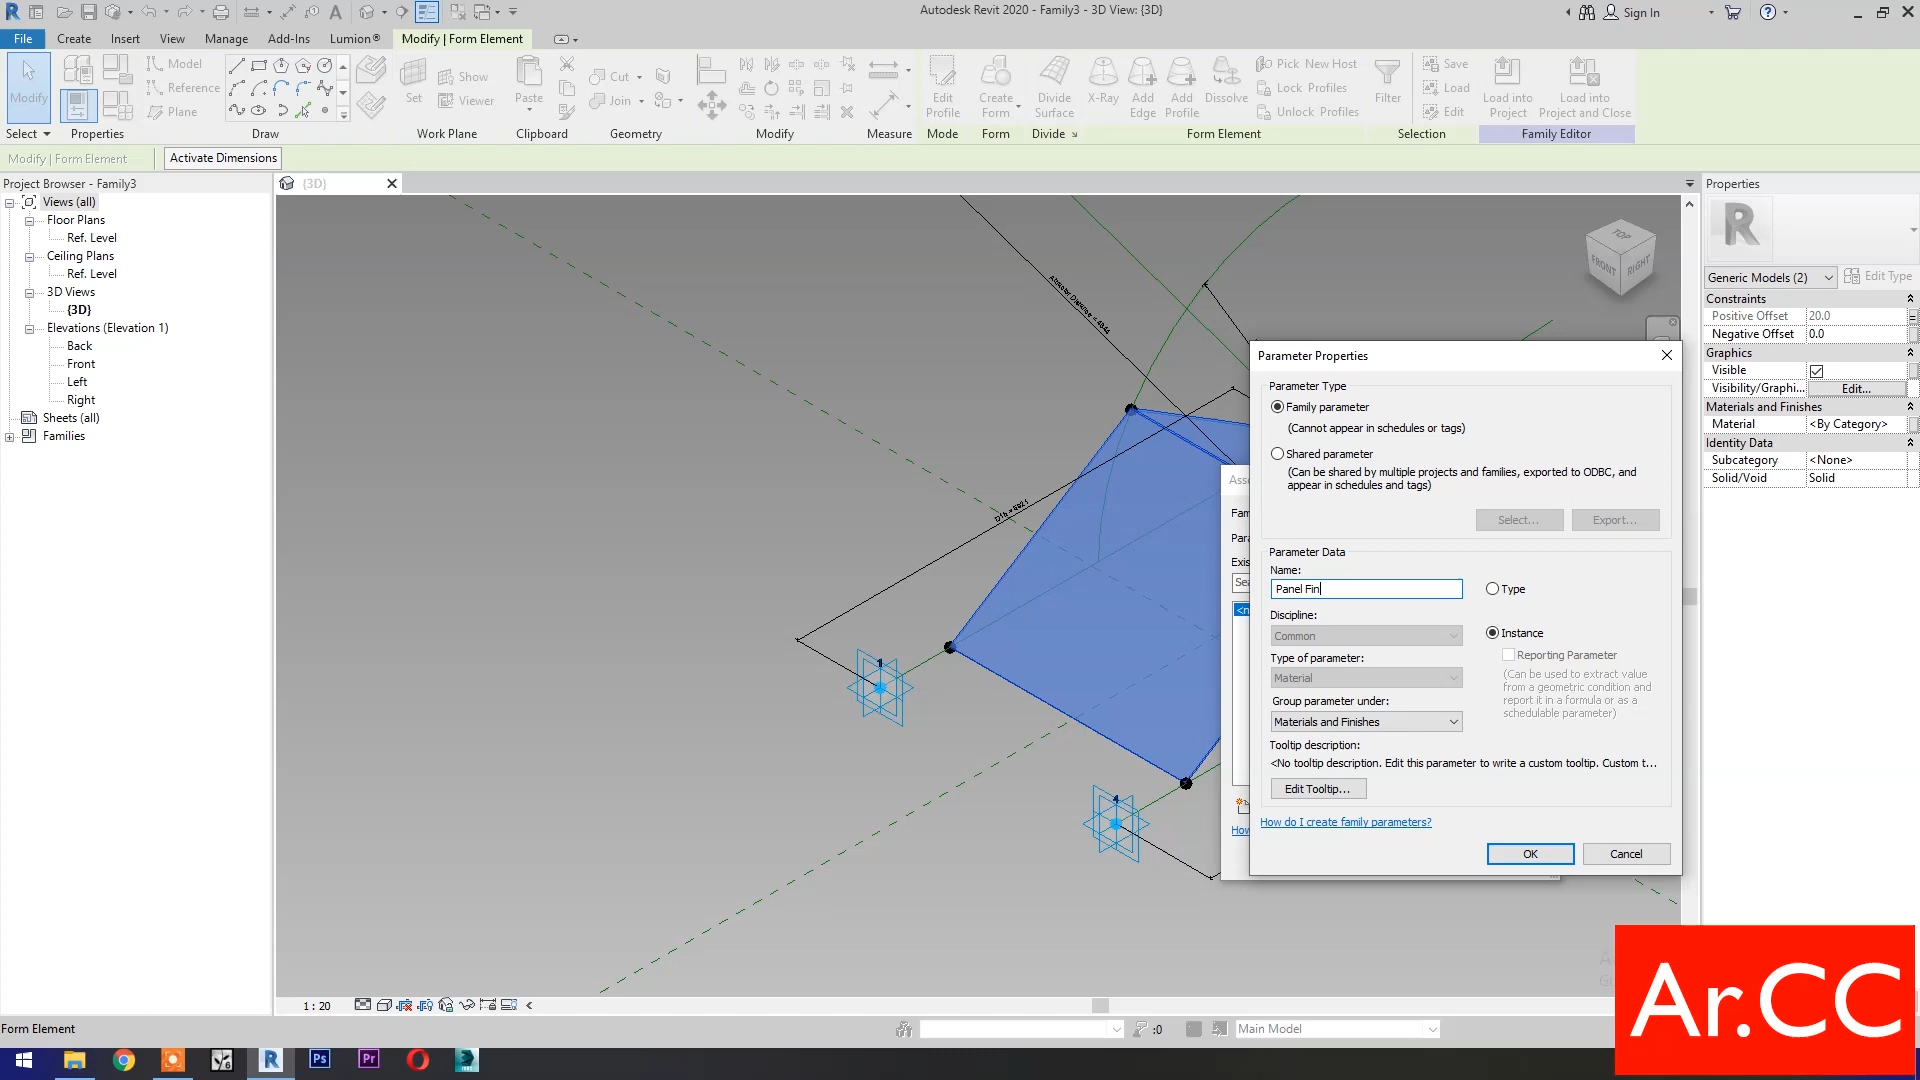 Autodesk Revit 2020 - Family3 - 3D View: {3D}
Sign In
File Create Insert View Manage Add-Ins Lumion® Modify | Form Element
Modify
Model
Reference
Plane
Set
Show
Viewer
Paste
Cut
Join
Edit Profile
Create Form
Divide Surface
X-Ray
Add Edge
Add Profile
Dissolve
Pick New Host
Lock Profiles
Unlock Profiles
Filter
Save
Load
Edit
Load into Project
Load into Project and Close
Select Properties Draw Work Plane Clipboard Geometry Modify Measure Mode Form Divide Form Element Selection Family Editor
Modify | Form Element Activate Dimensions
Project Browser - Family3
Views (all)
Floor Plans
Ref. Level
Ceiling Plans
Ref. Level
3D Views
{3D}
Elevations (Elevation 1)
Back
Front
Left
Right
Sheets (all)
Families
{3D}
TOP
FRONT
RIGHT
1
4
Parameter Properties
Parameter Type
Family parameter
(Cannot appear in schedules or tags)
Shared parameter
(Can be shared by multiple projects and families, exported to ODBC, and
appear in schedules and tags)
Select... Export...
Parameter Data
Name:
Panel Fin
Type
Discipline:
Common
Instance
Type of parameter:
Reporting Parameter
Material
(Can be used to extract value
from a geometric condition and
report it in a formula or as a
schedulable parameter)
Group parameter under:
Materials and Finishes
Tooltip description:
<No tooltip description. Edit this parameter to write a custom tooltip. Custom t...
Edit Tooltip...
How do I create family parameters?
OK Cancel
Properties
R
Generic Models (2) Edit Type
Constraints
Positive Offset 20.0
Negative Offset 0.0
Graphics
Visible
Visibility/Graphi... Edit...
Materials and Finishes
Material <By Category>
Identity Data
Subcategory <None>
Solid/Void Solid
1 : 20
Form Element
:0
Main Model
Ps
Pr
Ar.CC